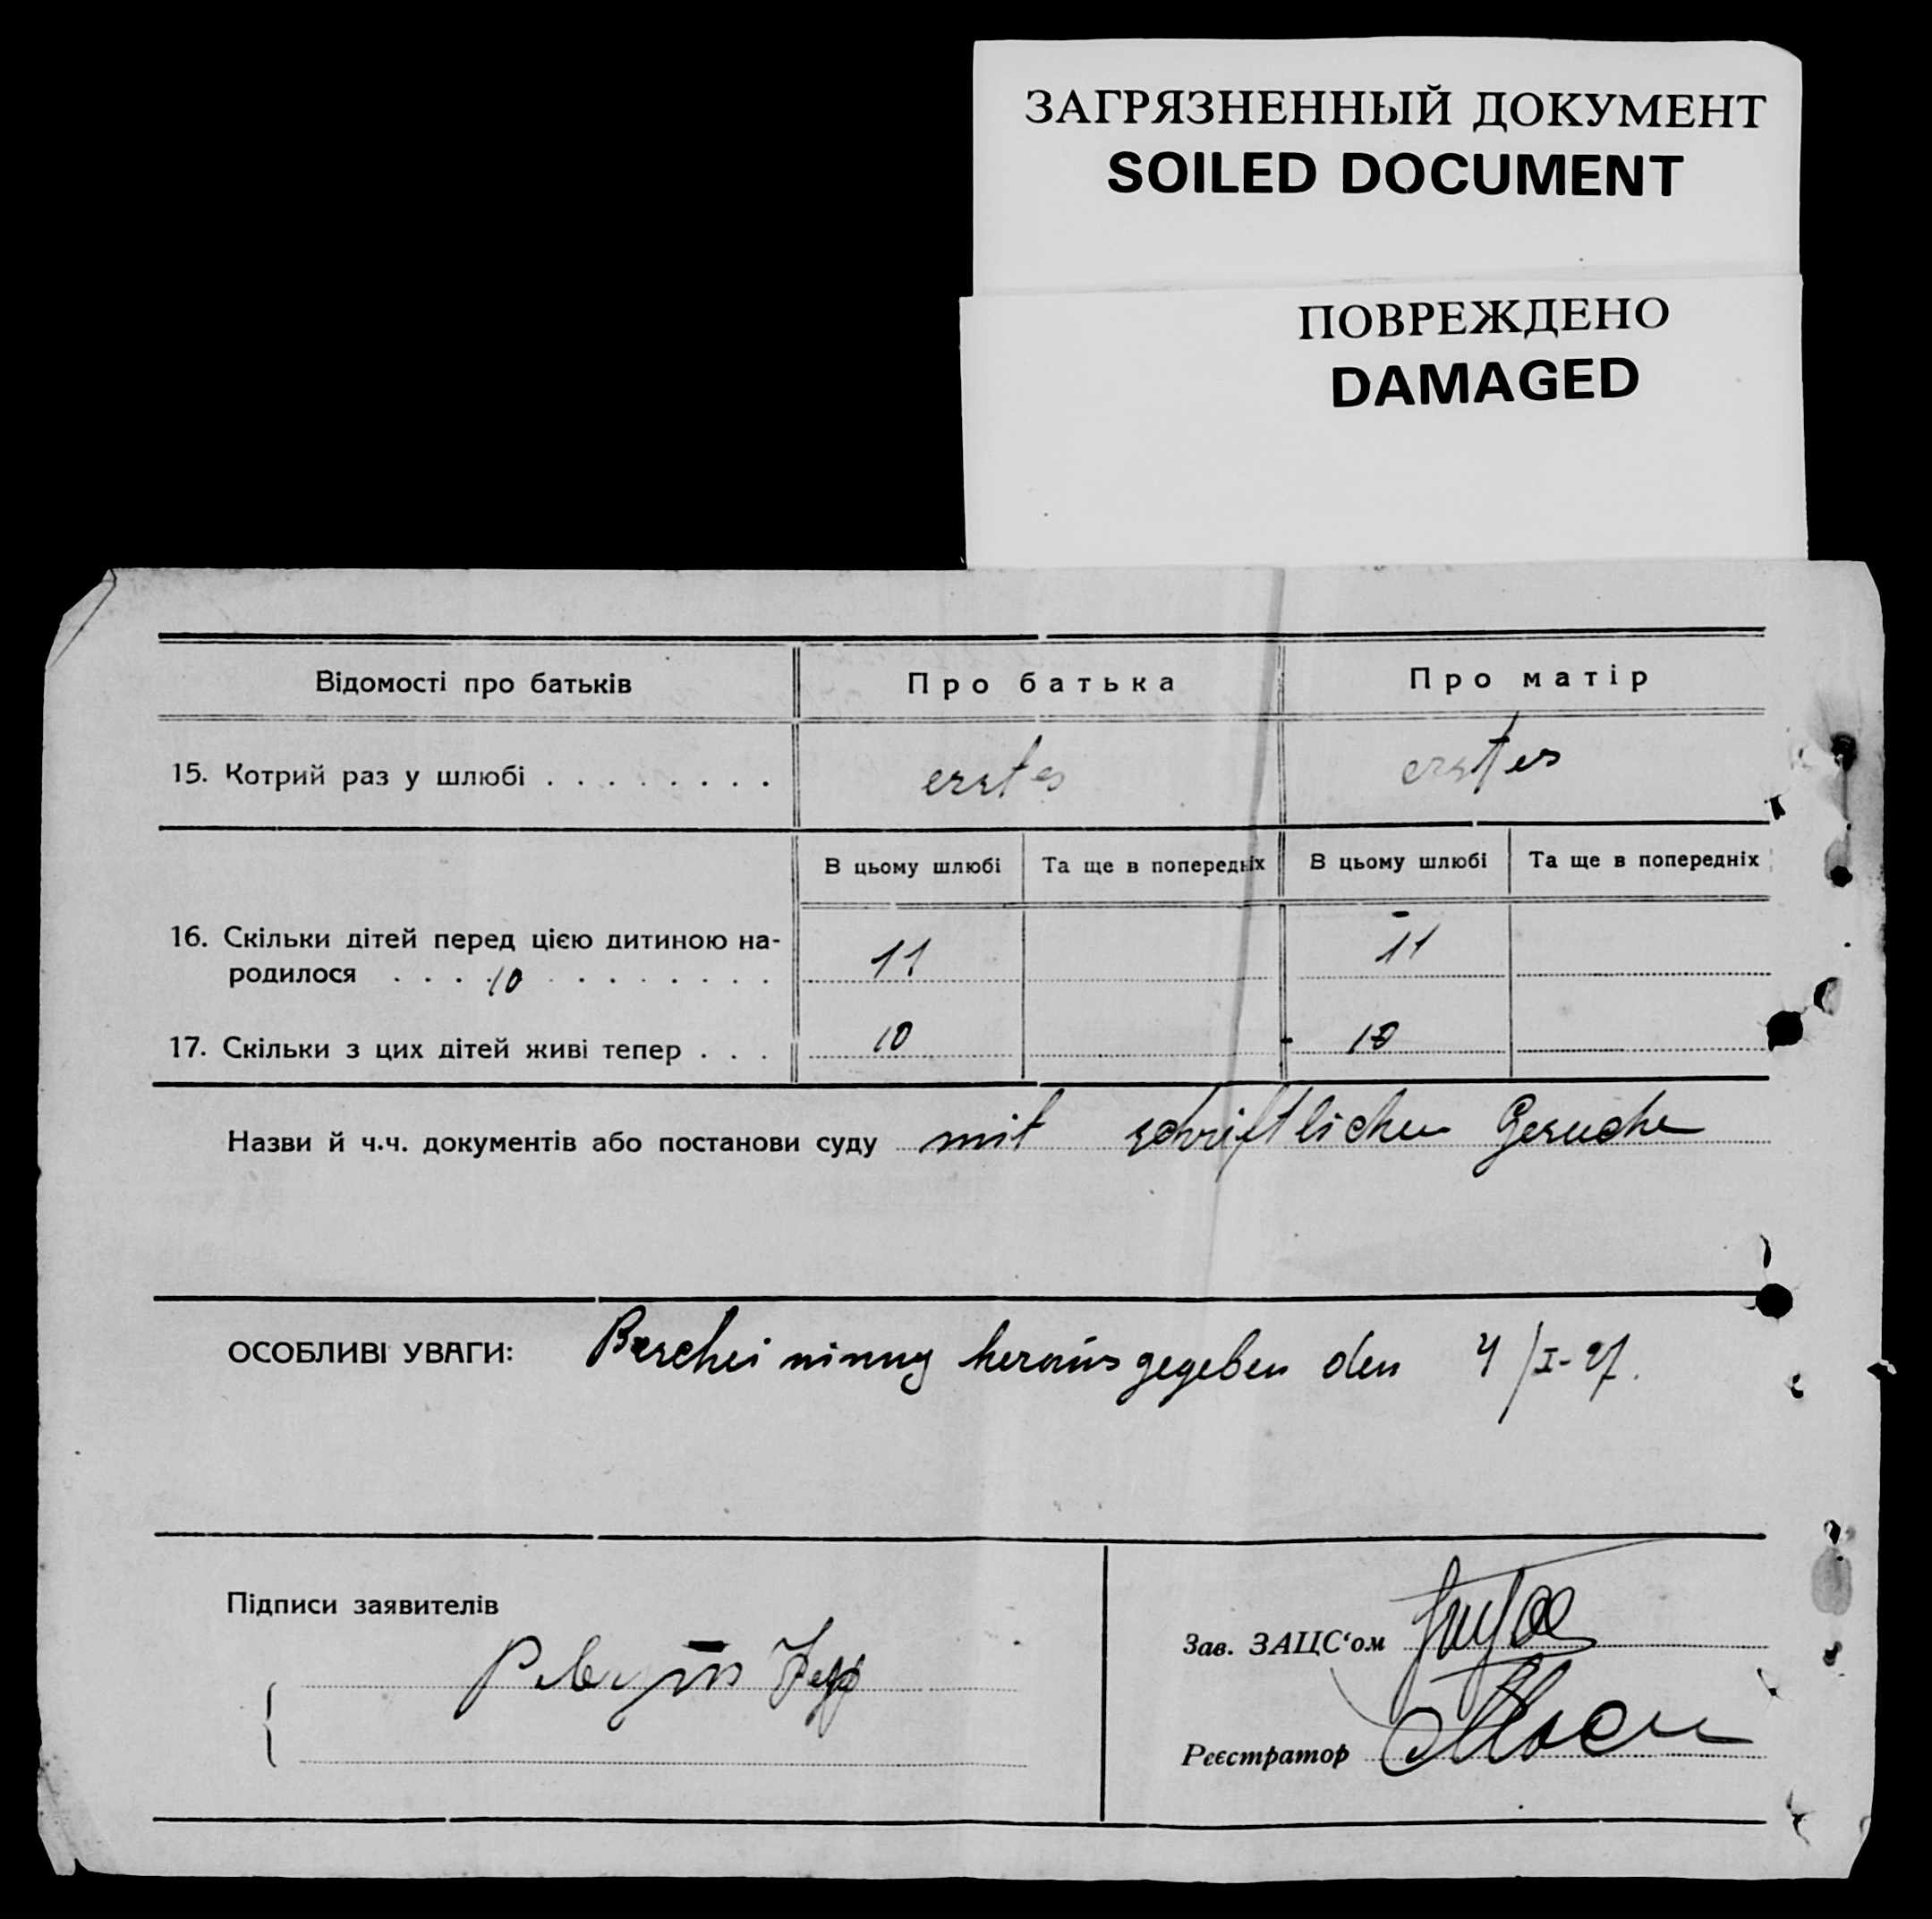 ЗАГРЯЗНЕННЫЙ ДОКУМЕНТ
SOILED DOCUMENT
ПОВРЕЖДЕНО
DAMAGED
Відомості про батьків Про батька Про матір
15. Котрий раз у шлюбі . . . . . . . . erstes erstes
В цьому шлюбі Та ще в попередніх В цьому шлюбі Та ще в попередніх
16. Скільки дітей перед цією дитиною на-
родилося . . . . 10 . . . . . . . 11 11
17. Скільки з цих дітей живі тепер . . . 10 10
Назви й ч.ч. документів або постанови суду mit schriftlichen Gesuche
ОСОБЛИВІ УВАГИ: Bescheininung herausgegeben den 4/I-27.
Підписи заявителів
Зав. ЗАЦС‘ом
Реєстратор